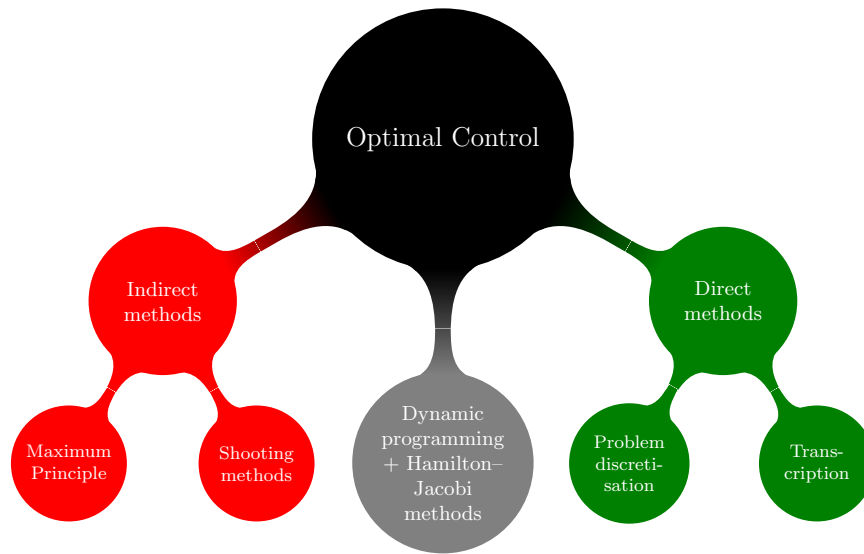 Optimal Control
Indirect
methods
Direct
methods
Maximum
Principle
Shooting
methods
Dynamic
programming
+ Hamilton–
Jacobi
methods
Problem
discreti-
sation
Trans-
cription